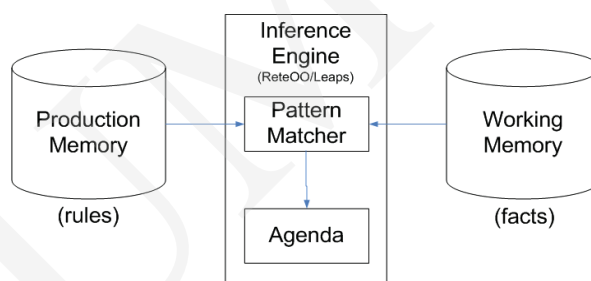 Inference
Engine
(ReteOO/Leaps)
Production
Memory
(rules)
Pattern
Matcher
Agenda
Working
Memory
(facts)